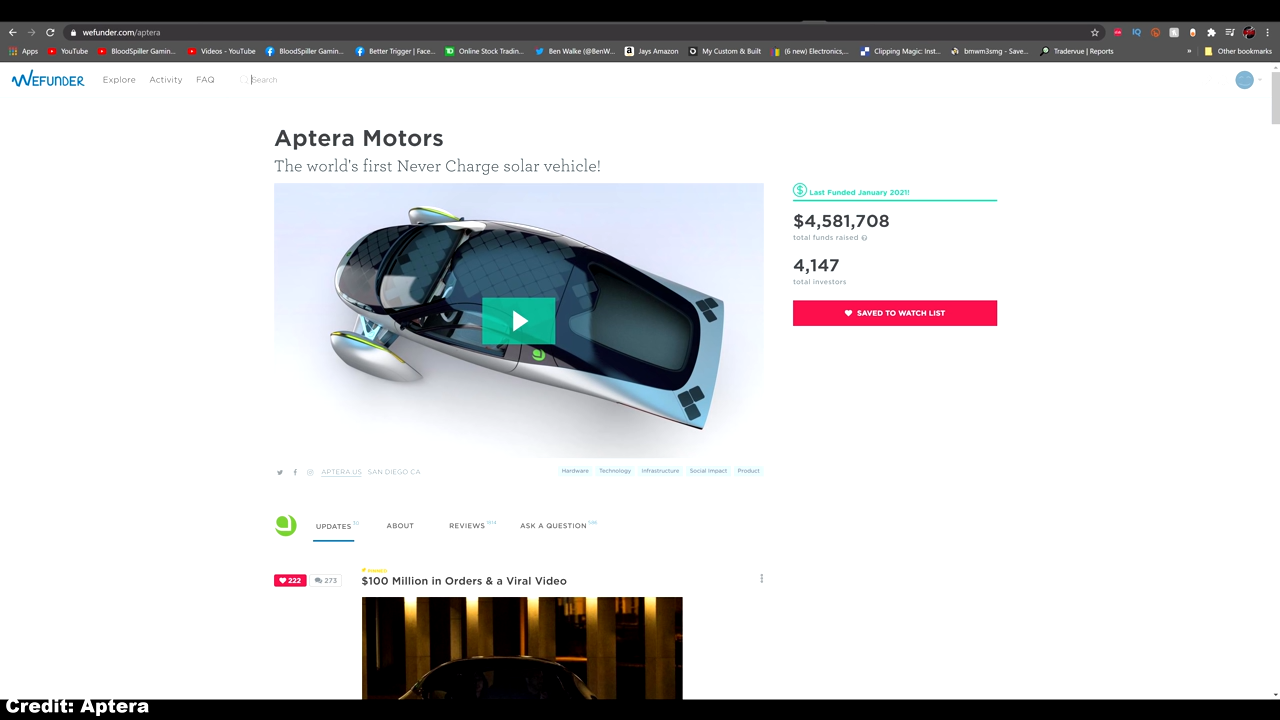 wefunder.com/aptera
Apps YouTube BloodSpiller Gamin... Videos - YouTube BloodSpiller Gamin... Better Trigger | Face... Online Stock Tradin... Ben Walke (@BenW... Jays Amazon My Custom & Built (6 new) Electronics,... Clipping Magic: Inst... bmwm3smg - Save... Tradervue | Reports » Other bookmarks
WEFUNDER Explore Activity FAQ Search
Aptera Motors
The world's first Never Charge solar vehicle!
Last Funded January 2021!
$4,581,708
total funds raised
4,147
total investors
SAVED TO WATCH LIST
APTERA.US SAN DIEGO CA
Hardware Technology Infrastructure Social Impact Product
UPDATES ABOUT REVIEWS ASK A QUESTION
PINNED
222 273 $100 Million in Orders & a Viral Video
Credit: Aptera